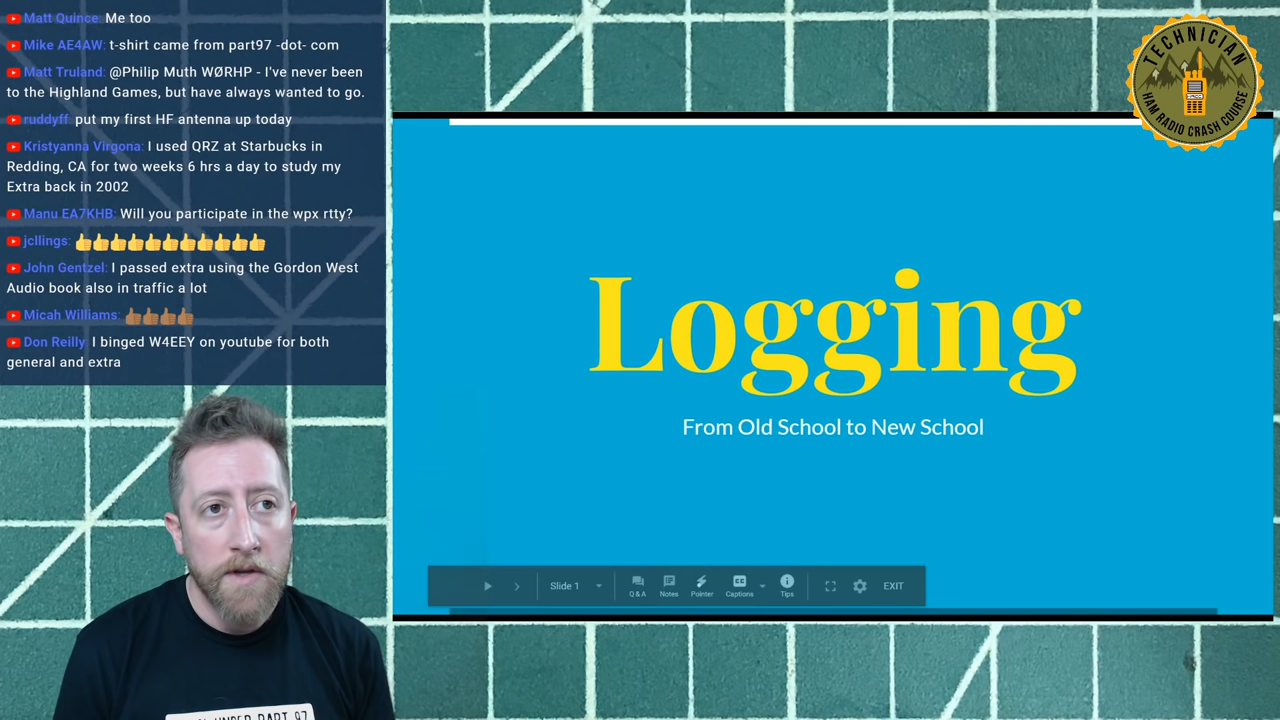 Matt Quince: Me too
Mike AE4AW: t-shirt came from part97 -dot- com
Matt Truland: @Philip Muth WØRHP - I've never been
to the Highland Games, but have always wanted to go.
ruddyff: put my first HF antenna up today
Kristyanna Virgona: I used QRZ at Starbucks in
Redding, CA for two weeks 6 hrs a day to study my
Extra back in 2002
Manu EA7KHB: Will you participate in the wpx rtty?
jcllings:
John Gentzel: I passed extra using the Gordon West
Audio book also in traffic a lot
Micah Williams:
Don Reilly: I binged W4EEY on youtube for both
general and extra
TECHNICIAN
HAM RADIO CRASH COURSE
Logging
From Old School to New School
Slide 1
Q & A
Notes
Pointer
CC
Captions
Tips
EXIT
UNDER PART 97